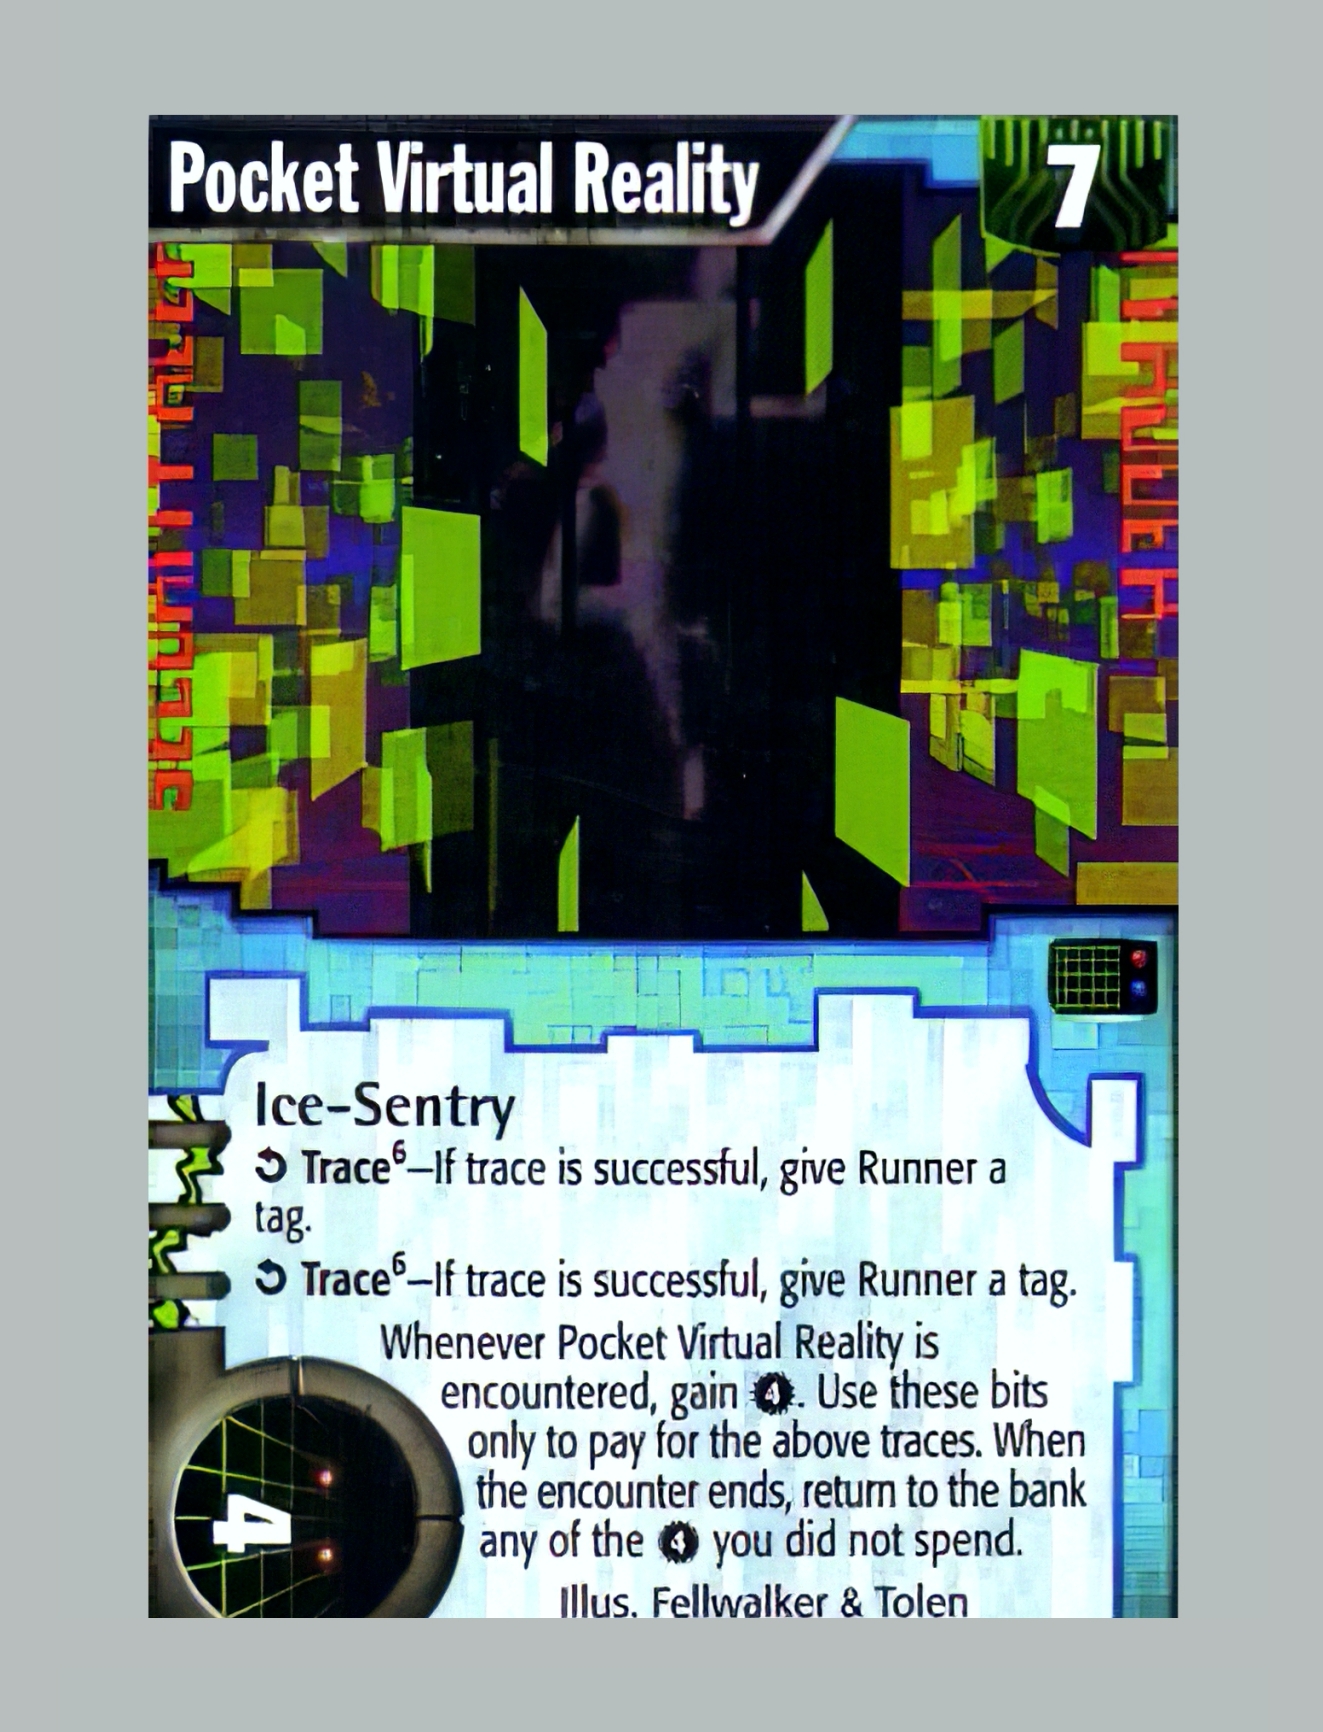 Pocket Virtual Reality
7
Ice-Sentry
Trace⁶–If trace is successful, give Runner a
tag.
Trace⁶–If trace is successful, give Runner a tag.
Whenever Pocket Virtual Reality is
encountered, gain 4. Use these bits
only to pay for the above traces. When
the encounter ends, return to the bank
any of the 4 you did not spend.
4
Illus. Fellwalker & Tolen